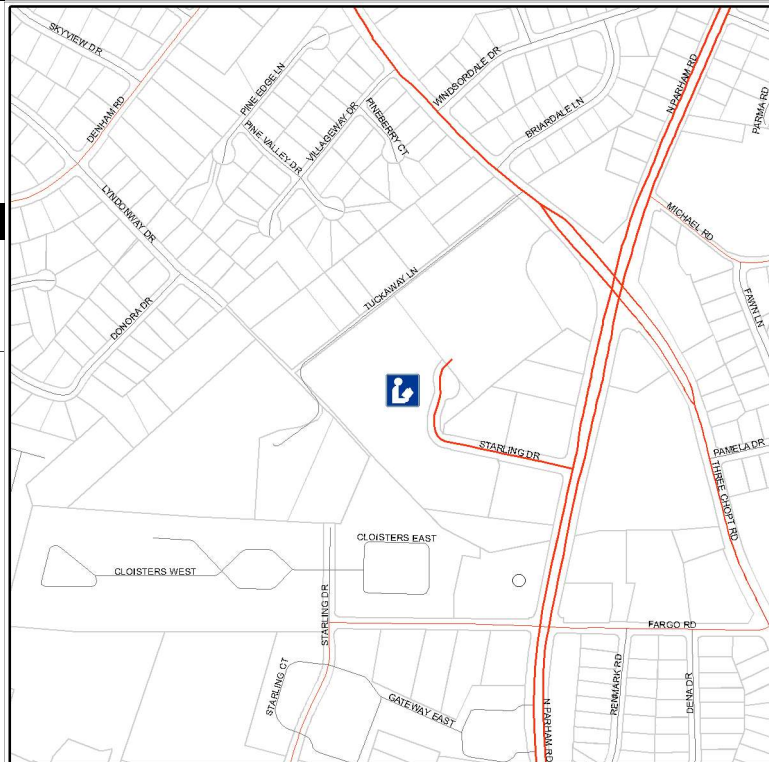 SKYVIEW DR
DENHAM RD
PINE EDGE LN
WINDSORDALE DR
N PARHAM RD
PARMA RD
PINEBERRY CT
VILLAGEWAY DR
BRIARDALE LN
PINE VALLEY DR
LYNDONWAY DR
MICHAEL RD
TUCKAWAY LN
FAWN LN
DONORA DR
STARLING DR
PAMELA DR
THREE CHOPT RD
CLOISTERS EAST
CLOISTERS WEST
STARLING DR
FARGO RD
STARLING CT
RENMARK RD
DENA DR
GATEWAY EAST
N PARHAM RD